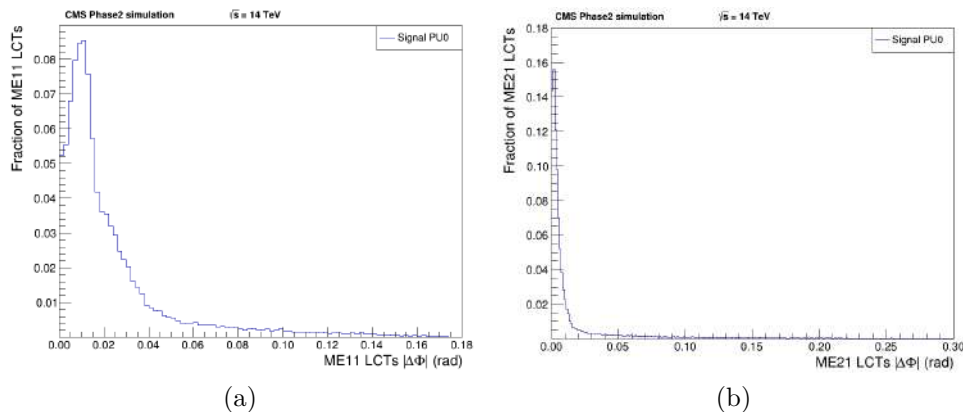 CMS Phase2 simulation √s = 14 TeV
Signal PU0
Fraction of ME11 LCTs
0.08
0.07
0.06
0.05
0.04
0.03
0.02
0.01
0.00 0.02 0.04 0.06 0.08 0.10 0.12 0.14 0.16 0.18
ME11 LCTs |ΔΦ| (rad)
(a)
CMS Phase2 simulation √s = 14 TeV
Signal PU0
Fraction of ME21 LCTs
0.18
0.16
0.14
0.12
0.10
0.08
0.06
0.04
0.02
0.00 0.05 0.10 0.15 0.20 0.25 0.30
ME21 LCTs |ΔΦ| (rad)
(b)